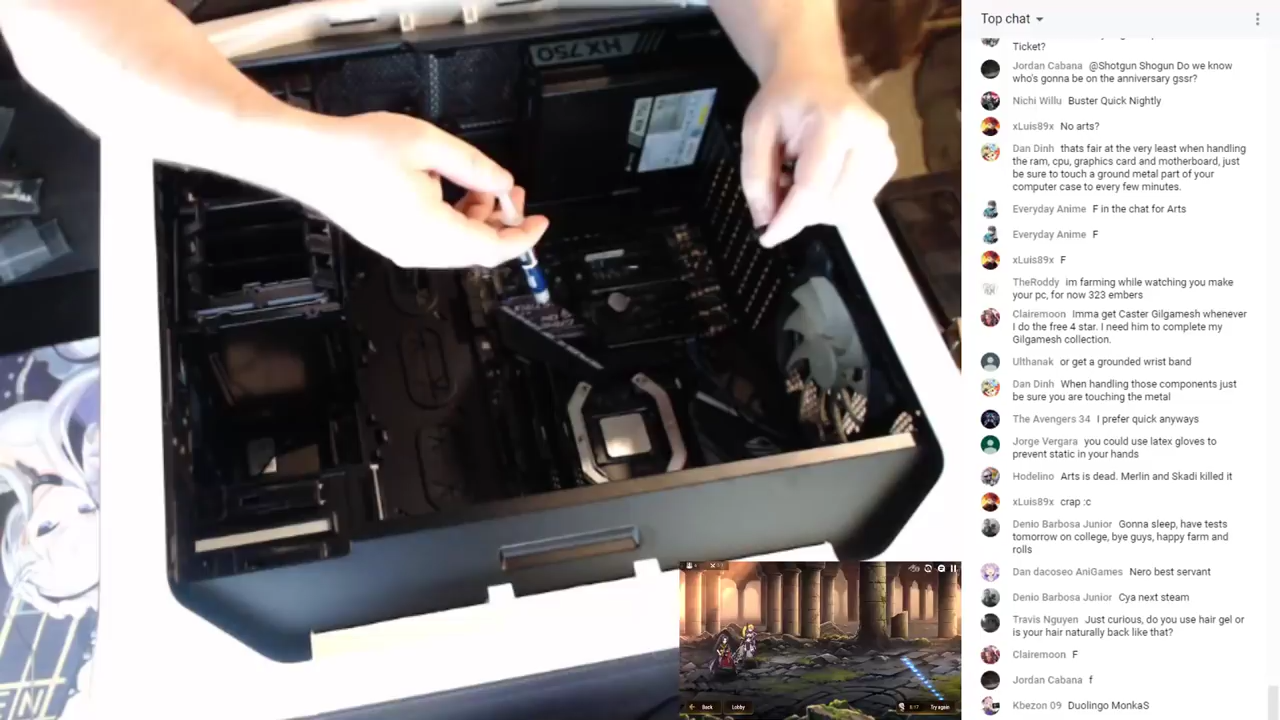 HX750
EN
Back
Lobby
Try again
Top chat
Ticket?
Jordan Cabana @Shotgun Shogun Do we know
who's gonna be on the anniversary gssr?
Nichi Willu Buster Quick Nightly
xLuis89x No arts?
Dan Dinh thats fair at the very least when handling
the ram, cpu, graphics card and motherboard, just
be sure to touch a ground metal part of your
computer case to every few minutes.
Everyday Anime F in the chat for Arts
Everyday Anime F
xLuis89x F
TheRoddy im farming while watching you make
your pc, for now 323 embers
Clairemoon Imma get Caster Gilgamesh whenever
I do the free 4 star. I need him to complete my
Gilgamesh collection.
Ulthanak or get a grounded wrist band
Dan Dinh When handling those components just
be sure you are touching the metal
The Avengers 34 I prefer quick anyways
Jorge Vergara you could use latex gloves to
prevent static in your hands
Hodelino Arts is dead. Merlin and Skadi killed it
xLuis89x crap :c
Denio Barbosa Junior Gonna sleep, have tests
tomorrow on college, bye guys, happy farm and
rolls
Dan dacoseo AniGames Nero best servant
Denio Barbosa Junior Cya next steam
Travis Nguyen Just curious, do you use hair gel or
is your hair naturally back like that?
Clairemoon F
Jordan Cabana f
Kbezon 09 Duolingo MonkaS